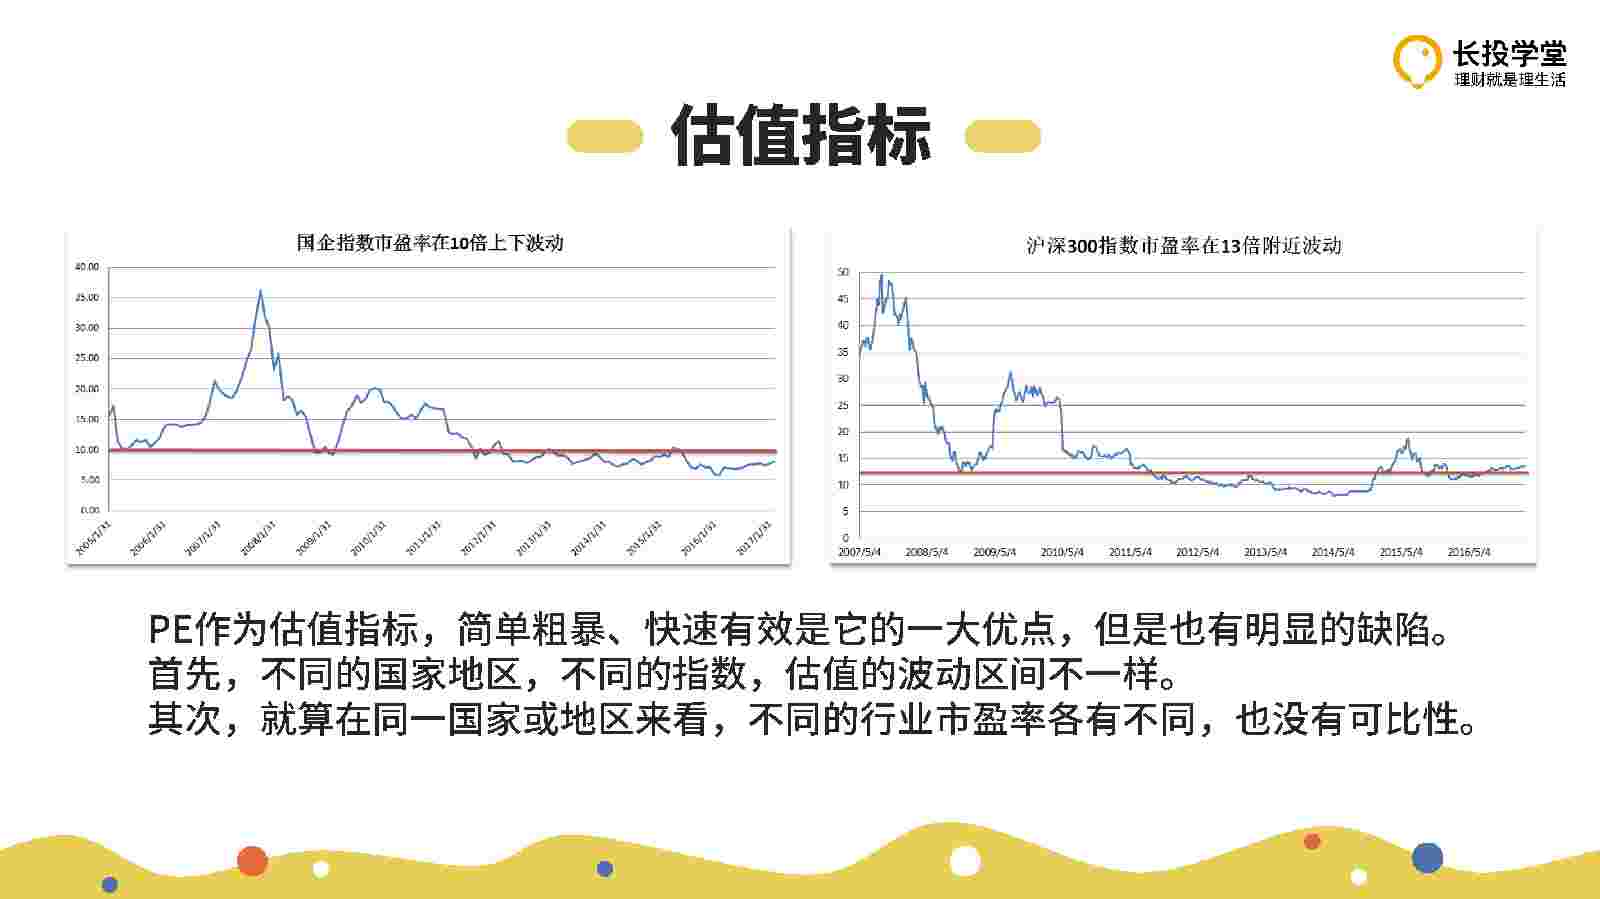 长投学堂
理财就是理生活
估值指标
国企指数市盈率在10倍上下波动
40.00
35.00
30.00
25.00
20.00
15.00
10.00
5.00
0.00
2005/1/31 2006/1/31 2007/1/31 2008/1/31 2009/1/31 2010/1/31 2011/1/31 2012/1/31 2013/1/31 2014/1/31 2015/1/31 2016/1/31 2017/1/31
沪深300指数市盈率在13倍附近波动
50
45
40
35
30
25
20
15
10
5
0
2007/5/4 2008/5/4 2009/5/4 2010/5/4 2011/5/4 2012/5/4 2013/5/4 2014/5/4 2015/5/4 2016/5/4
PE作为估值指标，简单粗暴、快速有效是它的一大优点，但是也有明显的缺陷。
首先，不同的国家地区，不同的指数，估值的波动区间不一样。
其次，就算在同一国家或地区来看，不同的行业市盈率各有不同，也没有可比性。